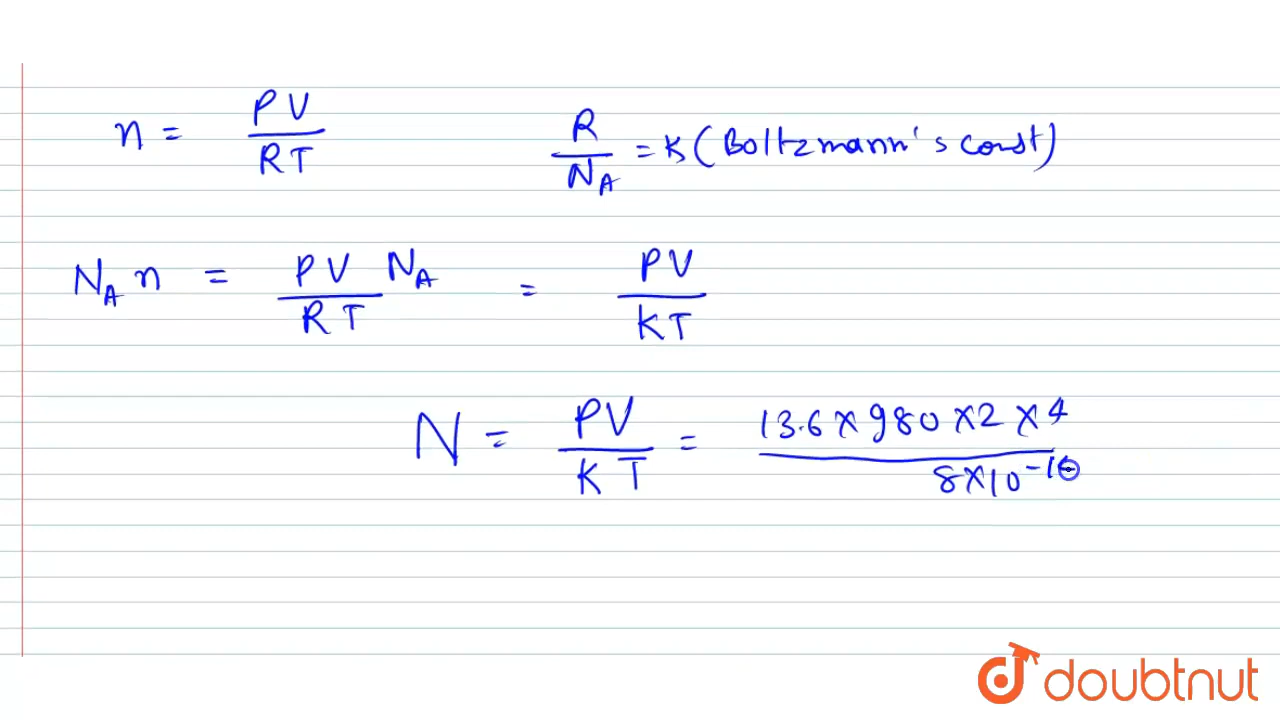 n = PV / RT    R / N_A = K (Boltzmann's const)
N_A n = PV N_A / RT = PV / KT
N = PV / KT = 13.6 × 980 × 2 × 4 / 8×10^-16
doubtnut